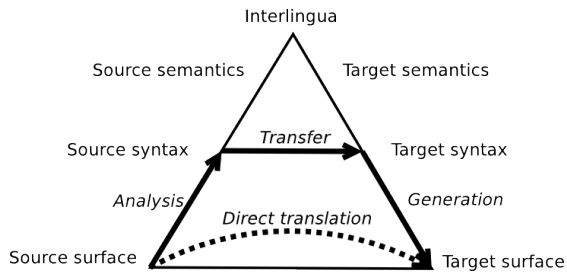 Interlingua
Source semantics
Target semantics
Transfer
Source syntax
Target syntax
Analysis
Generation
Direct translation
Source surface
Target surface